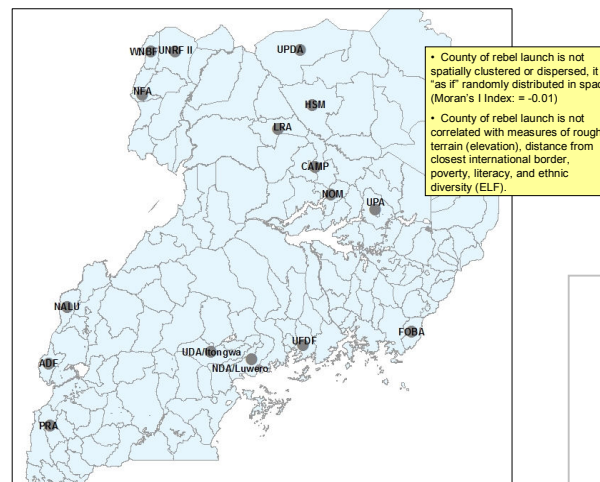 WNBF UNRF II UPDA
NFA
HSM
LRA
CAMP
NOM
UPA
NALU
FOBA
UFDF
UDA/Itongwa
NDA/Luwero
ADF
PRA
• County of rebel launch is not
spatially clustered or dispersed, it
"as if" randomly distributed in spac
(Moran's I Index: = -0.01)
• County of rebel launch is not
correlated with measures of rough
terrain (elevation), distance from
closest international border,
poverty, literacy, and ethnic
diversity (ELF).